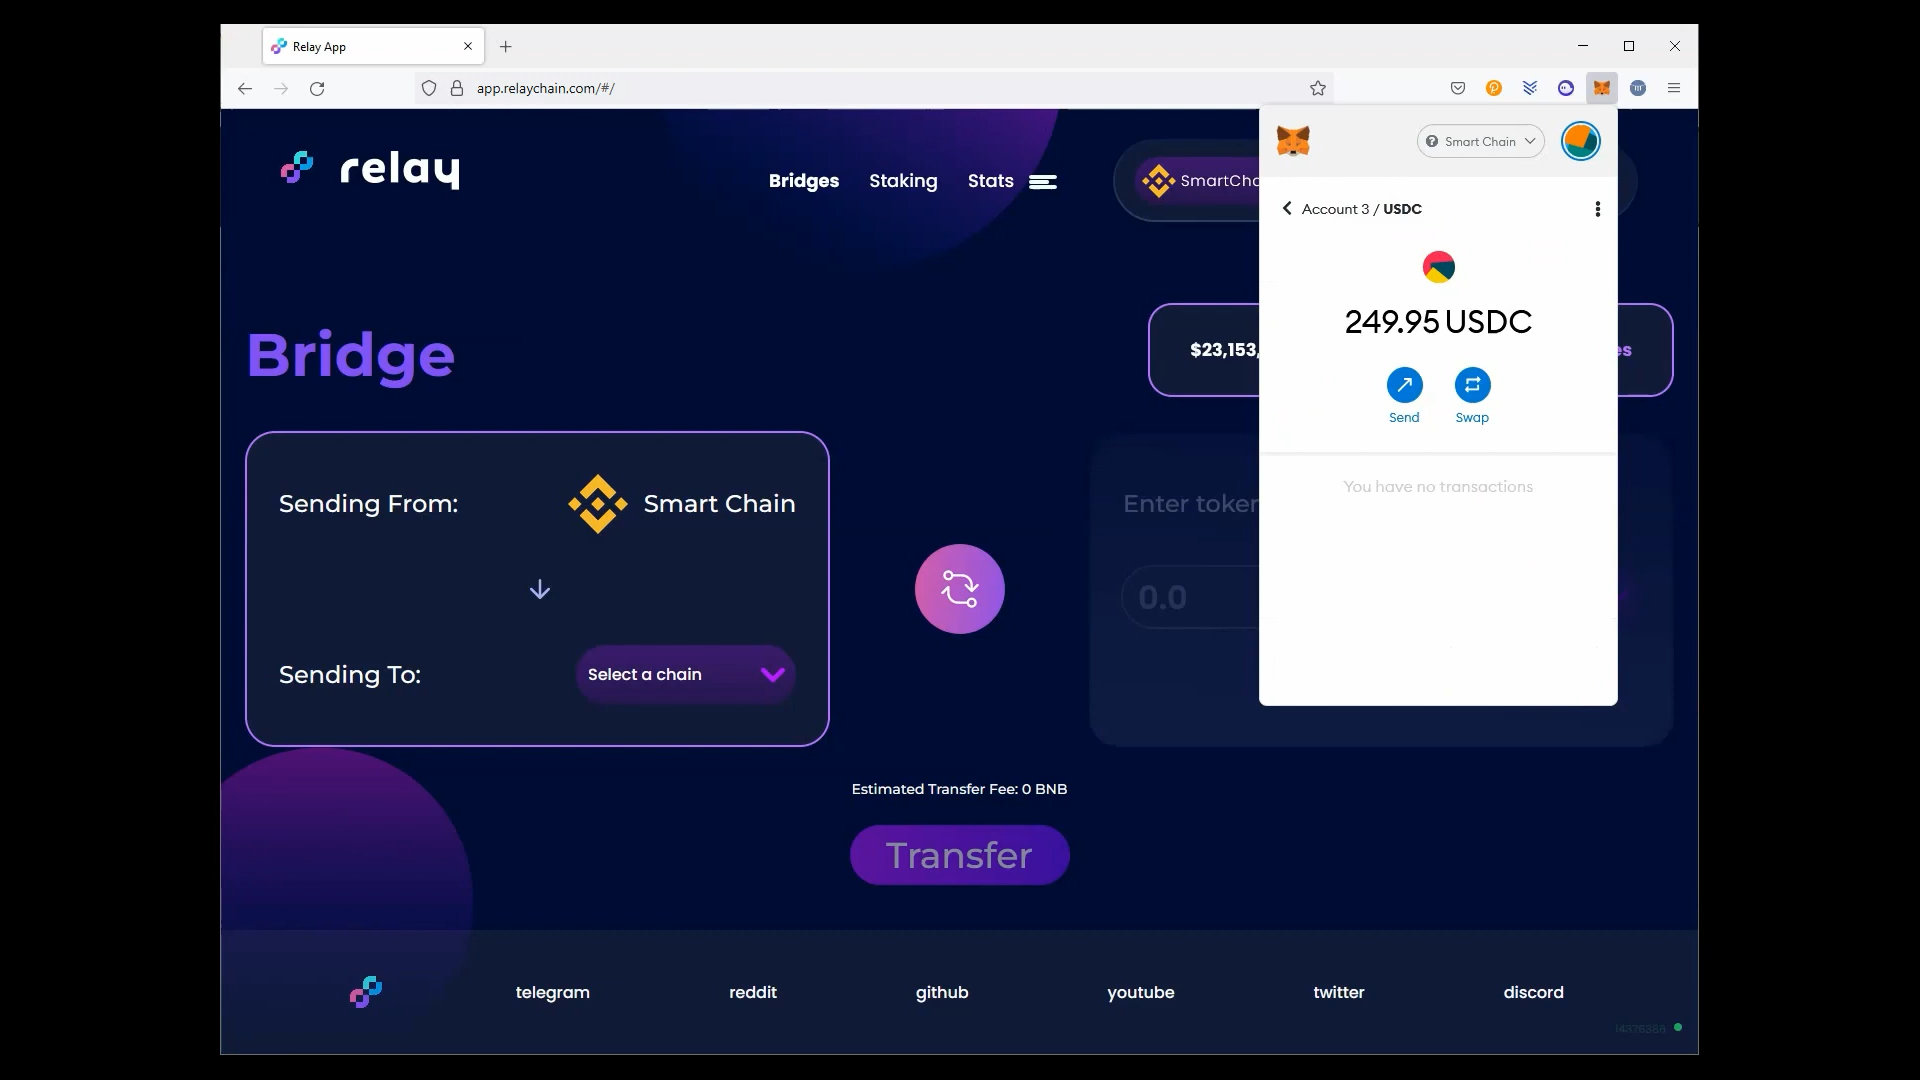 Relay App
app.relaychain.com/#/
relay
Bridges
Staking
Stats
SmartCha
Smart Chain
Account 3 / USDC
249.95 USDC
Send
Swap
You have no transactions
Bridge
$23,153,
es
Sending From:
Smart Chain
Sending To:
Select a chain
Enter token
0.0
Estimated Transfer Fee: 0 BNB
Transfer
telegram
reddit
github
youtube
twitter
discord